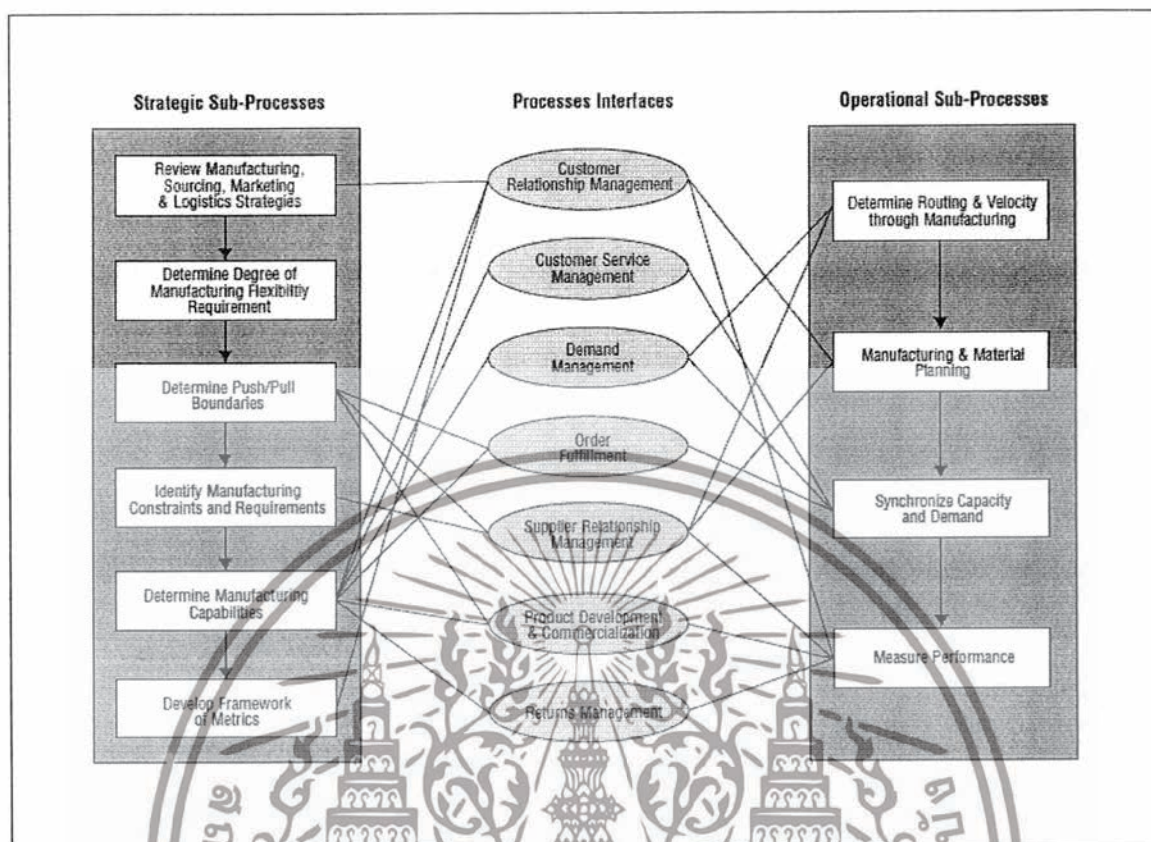 Strategic Sub-Processes
Review Manufacturing,
Sourcing, Marketing
& Logistics Strategies
Determine Degree of
Manufacturing Flexibiltiy
Requirement
Determine Push/Pull
Boundaries
Identify Manufacturing
Constraints and Requirements
Determine Manufacturing
Capabilities
Develop Framework
of Metrics
Processes Interfaces
Customer
Relationship Management
Customer Service
Management
Demand
Management
Order
Fulfillment
Supplier Relationship
Management
Product Development
& Commercialization
Returns Management
Operational Sub-Processes
Determine Routing & Velocity
through Manufacturing
Manufacturing & Material
Planning
Synchronize Capacity
and Demand
Measure Performance